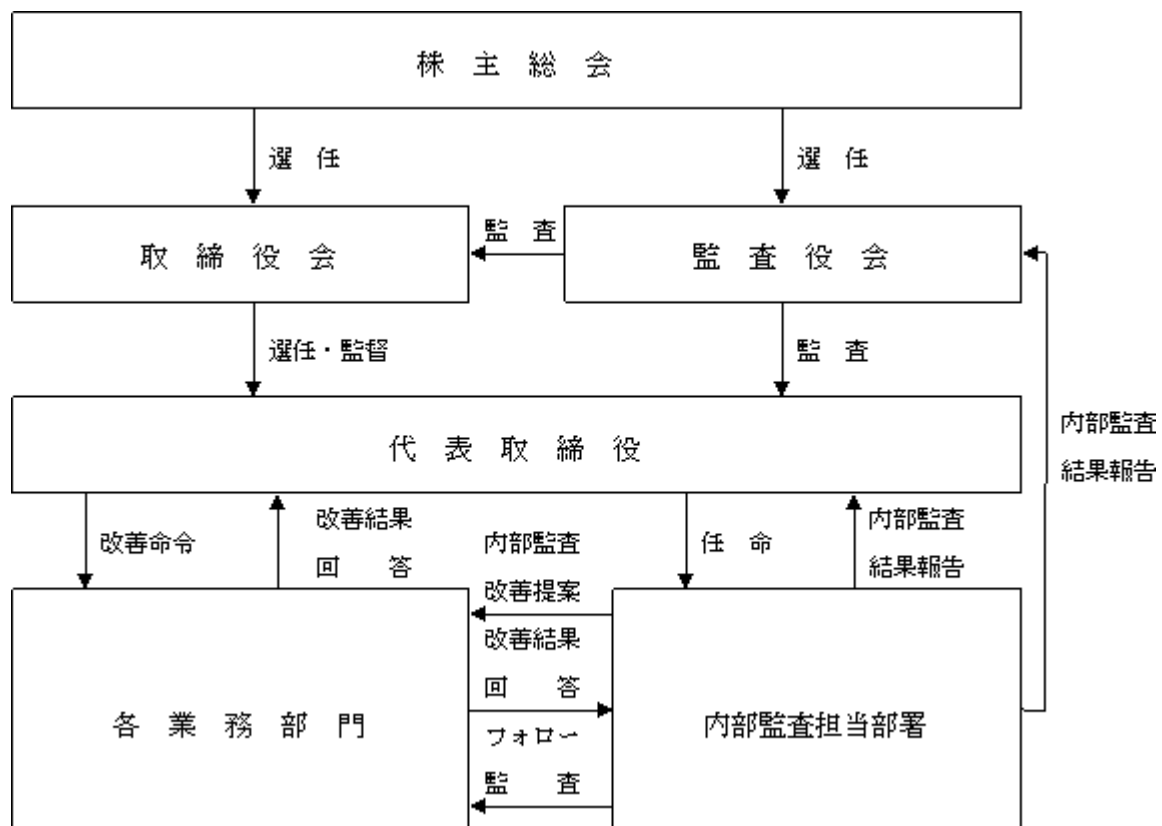 株 主 総 会
選 任
選 任
取 締 役 会
監 査
監 査 役 会
選任・監督
監 査
代 表 取 締 役
内部監査
結果報告
改善命令
改善結果
回 答
内部監査
改善提案
任 命
内部監査
結果報告
改善結果
回 答
各 業 務 部 門
内部監査担当部署
フォロー
監 査